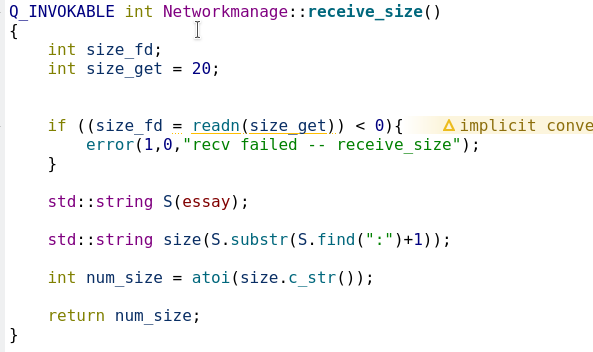 Q_INVOKABLE int Networkmanage::receive_size()
{
    int size_fd;
    int size_get = 20;
    if ((size_fd = readn(size_get)) < 0){    implicit conve
        error(1,0,"recv failed -- receive_size");
    }
    std::string S(essay);
    std::string size(S.substr(S.find(":")+1));
    int num_size = atoi(size.c_str());
    return num_size;
}